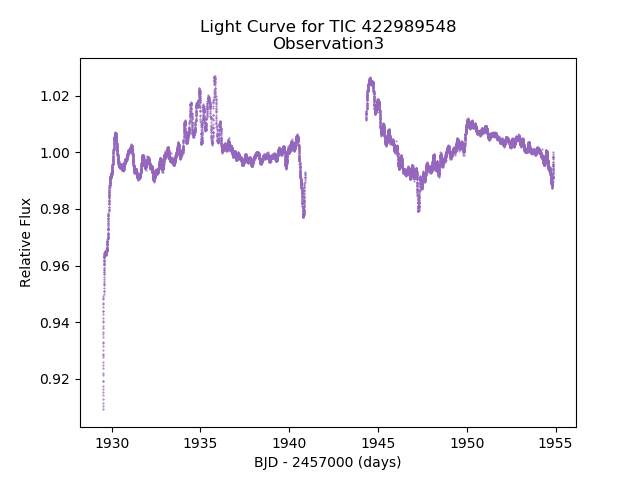 Light Curve for TIC 422989548
Observation3
1.02
1.00
0.98
0.96
0.94
0.92
Relative Flux
1930 1935 1940 1945 1950 1955
BJD - 2457000 (days)